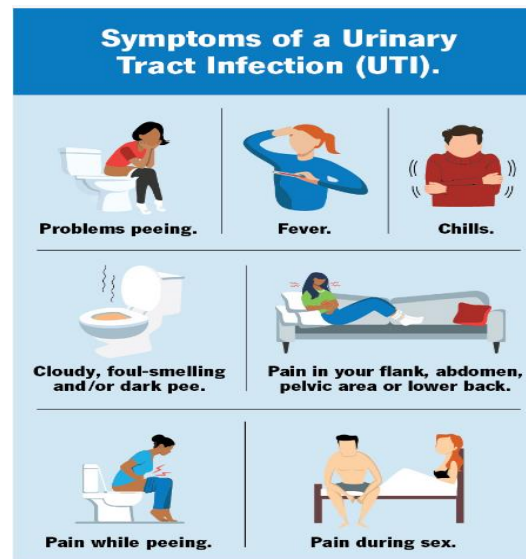 Symptoms of a Urinary
Tract Infection (UTI).
Problems peeing.
Fever.
Chills.
Cloudy, foul-smelling
and/or dark pee.
Pain in your flank, abdomen,
pelvic area or lower back.
Pain while peeing.
Pain during sex.